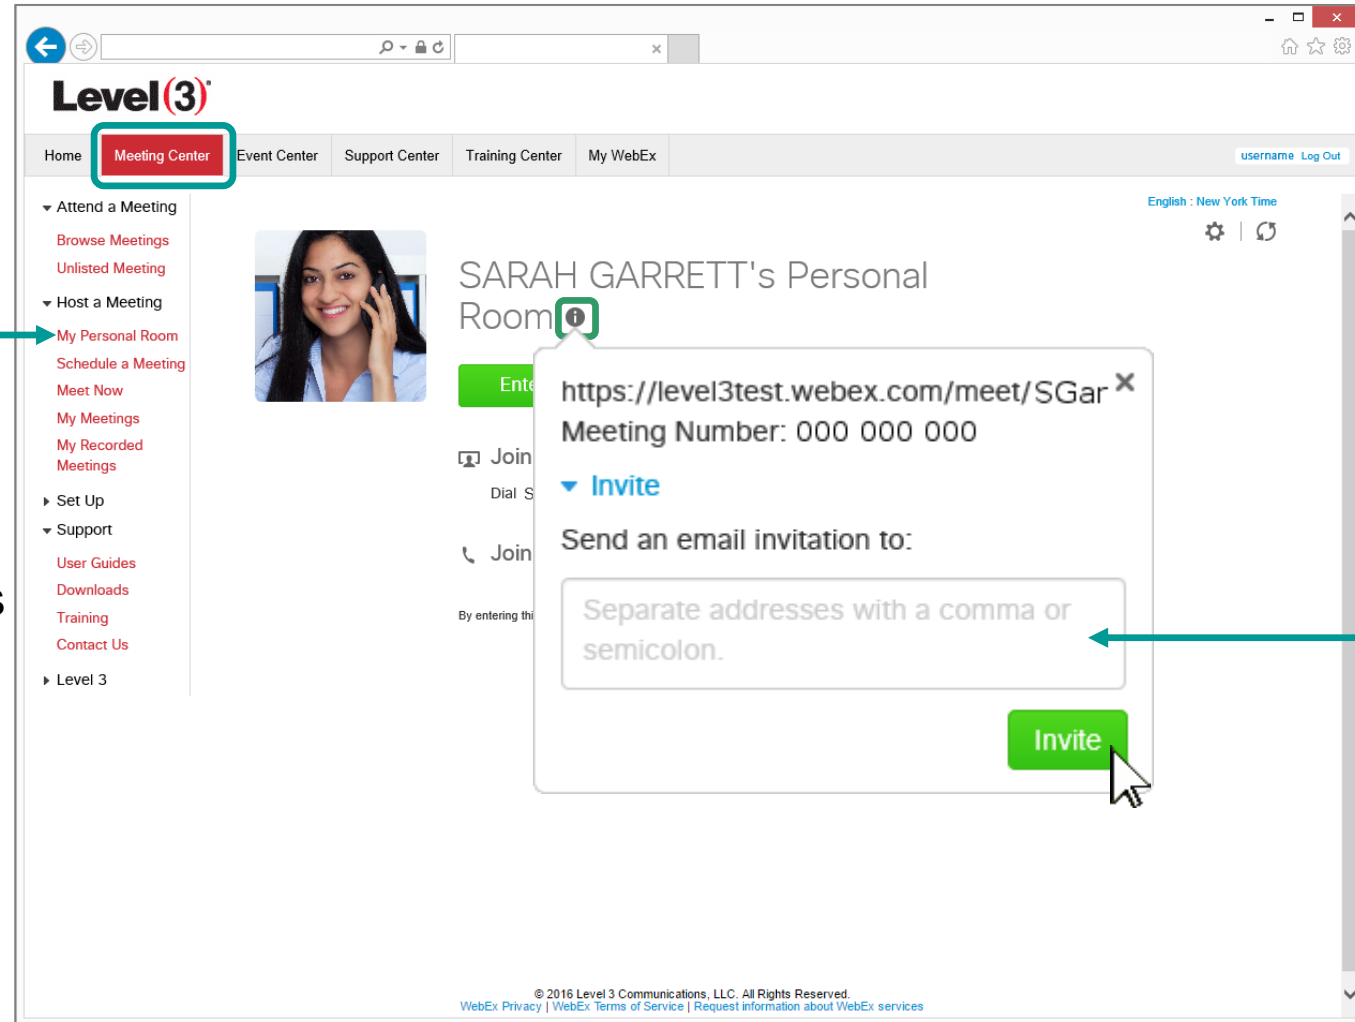 Level(3)
Home Meeting Center Event Center Support Center Training Center My WebEx username Log Out
English : New York Time
Attend a Meeting
Browse Meetings
Unlisted Meeting
Host a Meeting
My Personal Room
Schedule a Meeting
Meet Now
My Meetings
My Recorded
Meetings
Set Up
Support
User Guides
Downloads
Training
Contact Us
Level 3
SARAH GARRETT's Personal
Room
https://level3test.webex.com/meet/SGar
Meeting Number: 000 000 000
Invite
Send an email invitation to:
Separate addresses with a comma or
semicolon.
Invite
Join
Dial
Join
By entering
© 2016 Level 3 Communications, LLC. All Rights Reserved.
WebEx Privacy | WebEx Terms of Service | Request information about WebEx services